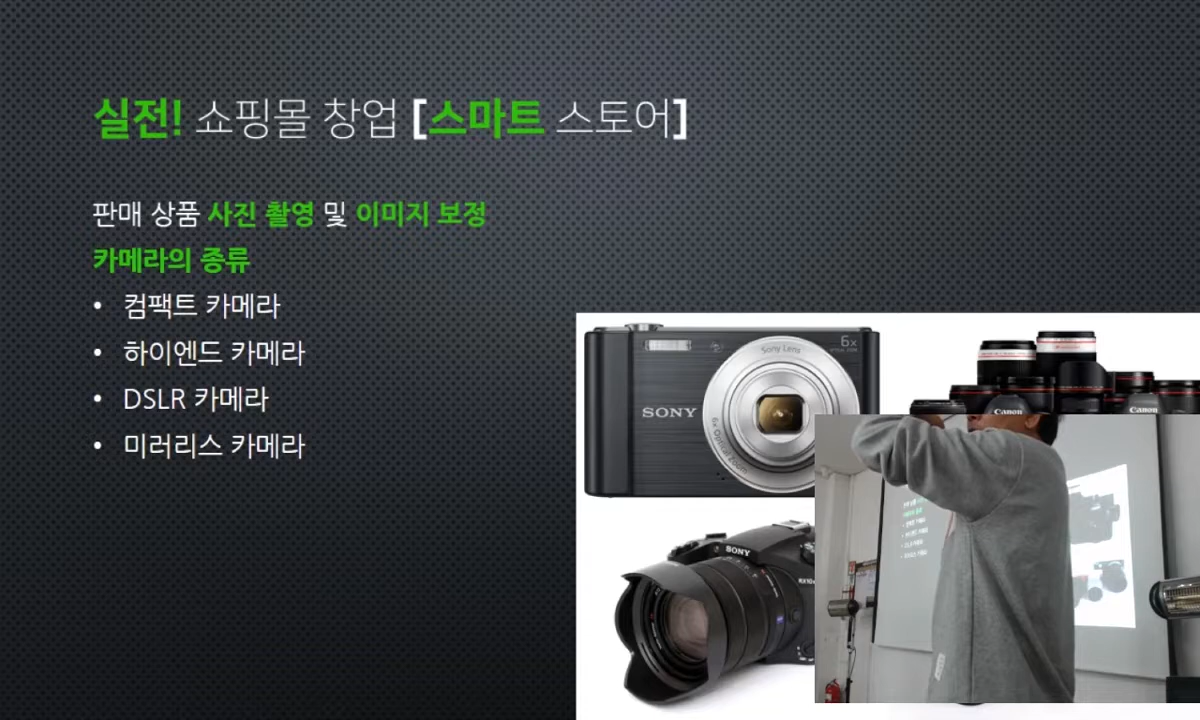 실전! 쇼핑몰 창업 [스마트 스토어]
판매 상품 사진 촬영 및 이미지 보정
카메라의 종류
• 컴팩트 카메라
• 하이엔드 카메라
• DSLR 카메라
• 미러리스 카메라
6x
Sony Lens
SONY
6x Optical Zoom
Canon
Canon
SONY